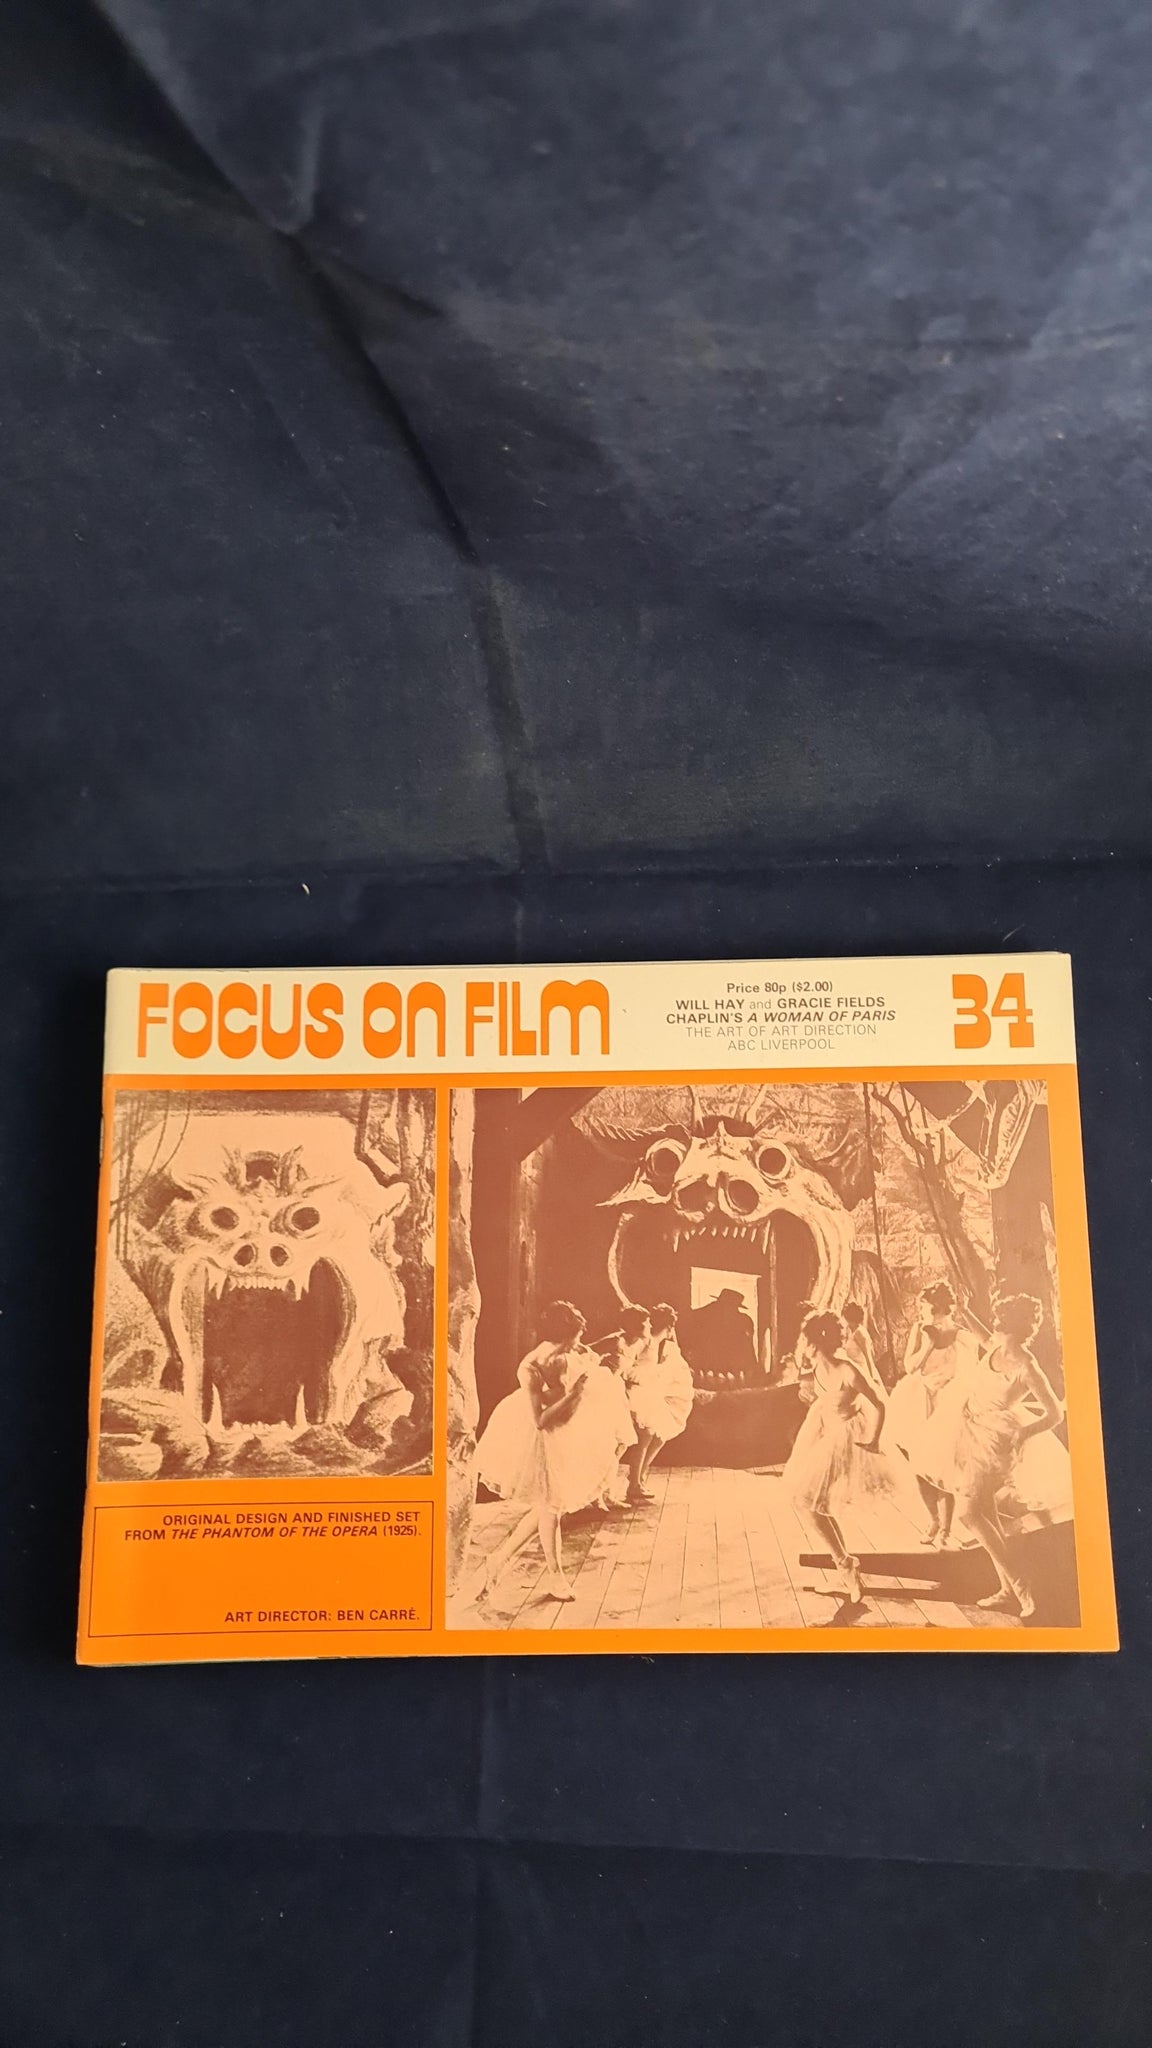 FOCUS ON FILM
Price 80p ($2.00)
WILL HAY and GRACIE FIELDS
CHAPLIN'S A WOMAN OF PARIS
THE ART OF ART DIRECTION
ABC LIVERPOOL
34
ORIGINAL DESIGN AND FINISHED SET
FROM THE PHANTOM OF THE OPERA (1925).
ART DIRECTOR: BEN CARRÉ.